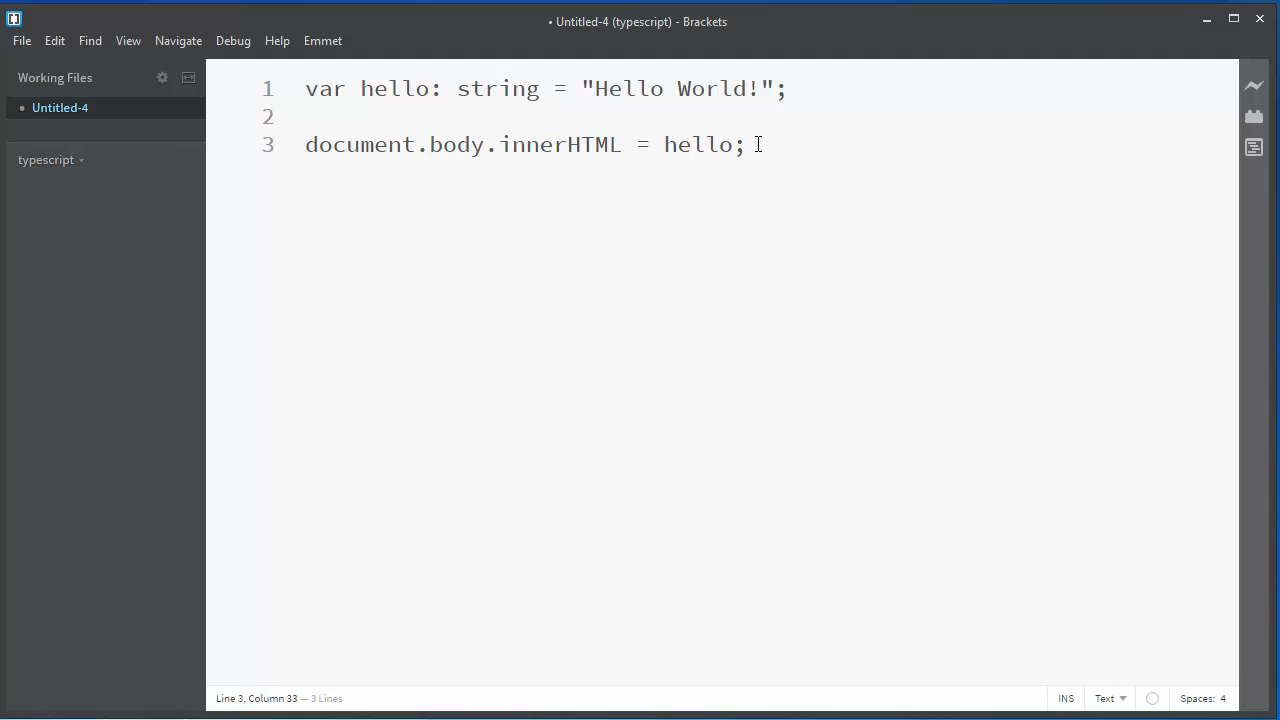 • Untitled-4 (typescript) - Brackets
File Edit Find View Navigate Debug Help Emmet
Working Files
• Untitled-4
typescript
1 var hello: string = "Hello World!";
2
3 document.body.innerHTML = hello;
Line 3, Column 33 — 3 Lines
INS Text Spaces: 4